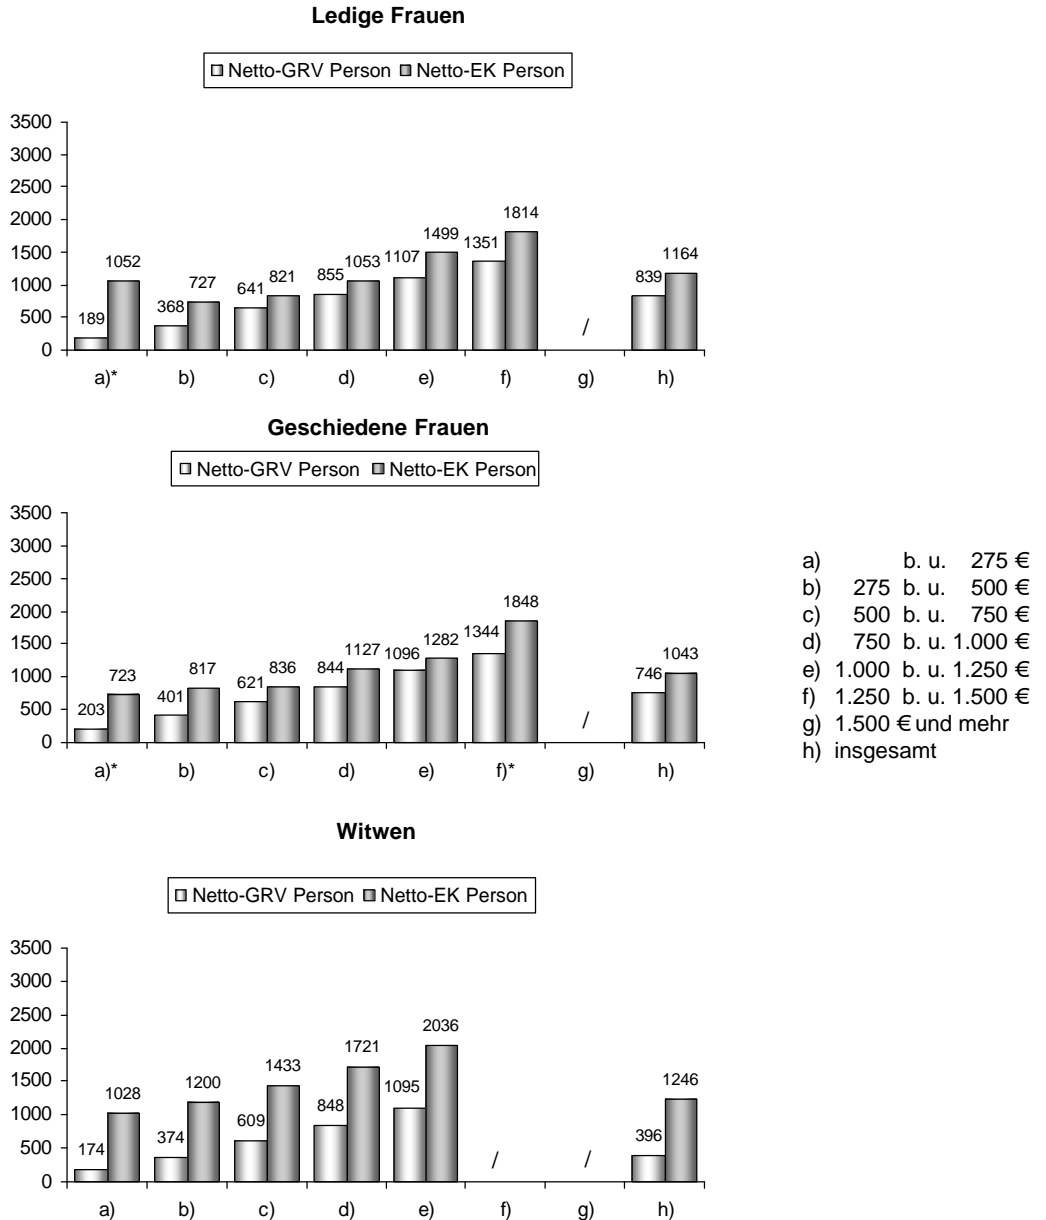 Ledige Frauen
Netto-GRV Person Netto-EK Person
3500
3000
2500
2000
1500
1000
500
0
189 1052 368 727 641 821 855 1053 1107 1499 1351 1814 / 839 1164
a)* b) c) d) e) f) g) h)
Geschiedene Frauen
Netto-GRV Person Netto-EK Person
3500
3000
2500
2000
1500
1000
500
0
203 723 401 817 621 836 844 1127 1096 1282 1344 1848 / 746 1043
a)* b) c) d) e) f)* g) h)
a) b. u. 275 €
b) 275 b. u. 500 €
c) 500 b. u. 750 €
d) 750 b. u. 1.000 €
e) 1.000 b. u. 1.250 €
f) 1.250 b. u. 1.500 €
g) 1.500 € und mehr
h) insgesamt
Witwen
Netto-GRV Person Netto-EK Person
3500
3000
2500
2000
1500
1000
500
0
174 1028 374 1200 609 1433 848 1721 1095 2036 / / 396 1246
a) b) c) d) e) f) g) h)